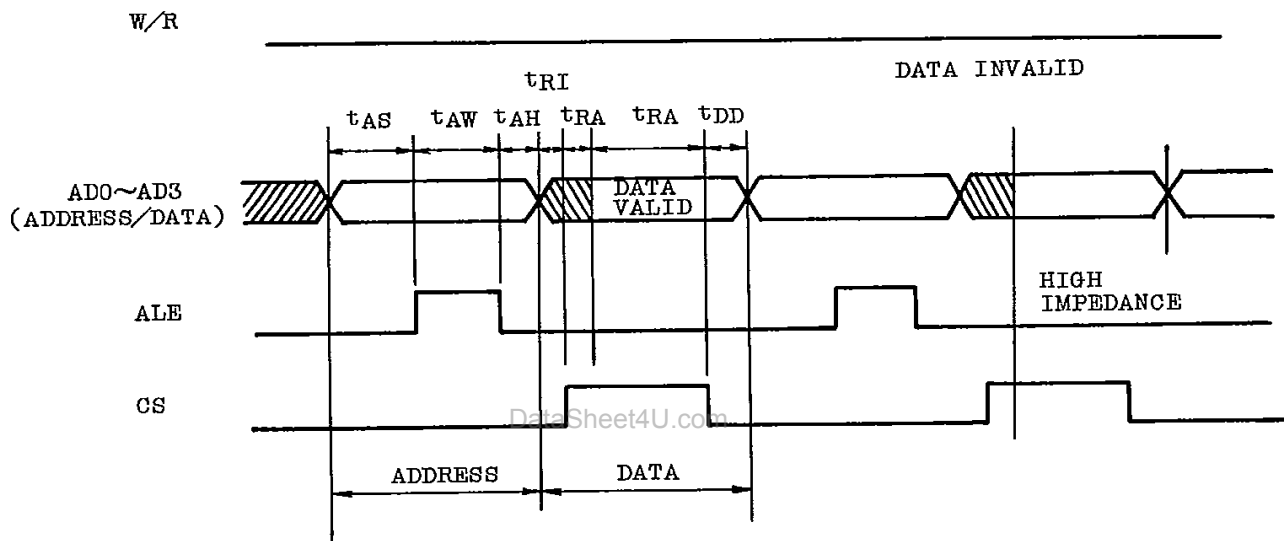 W/R
DATA INVALID
tRI
tAS tAW tAH tRA tRA tDD
AD0~AD3
(ADDRESS/DATA)
DATA
VALID
ALE
HIGH
IMPEDANCE
CS
DataSheet4U.com
ADDRESS DATA